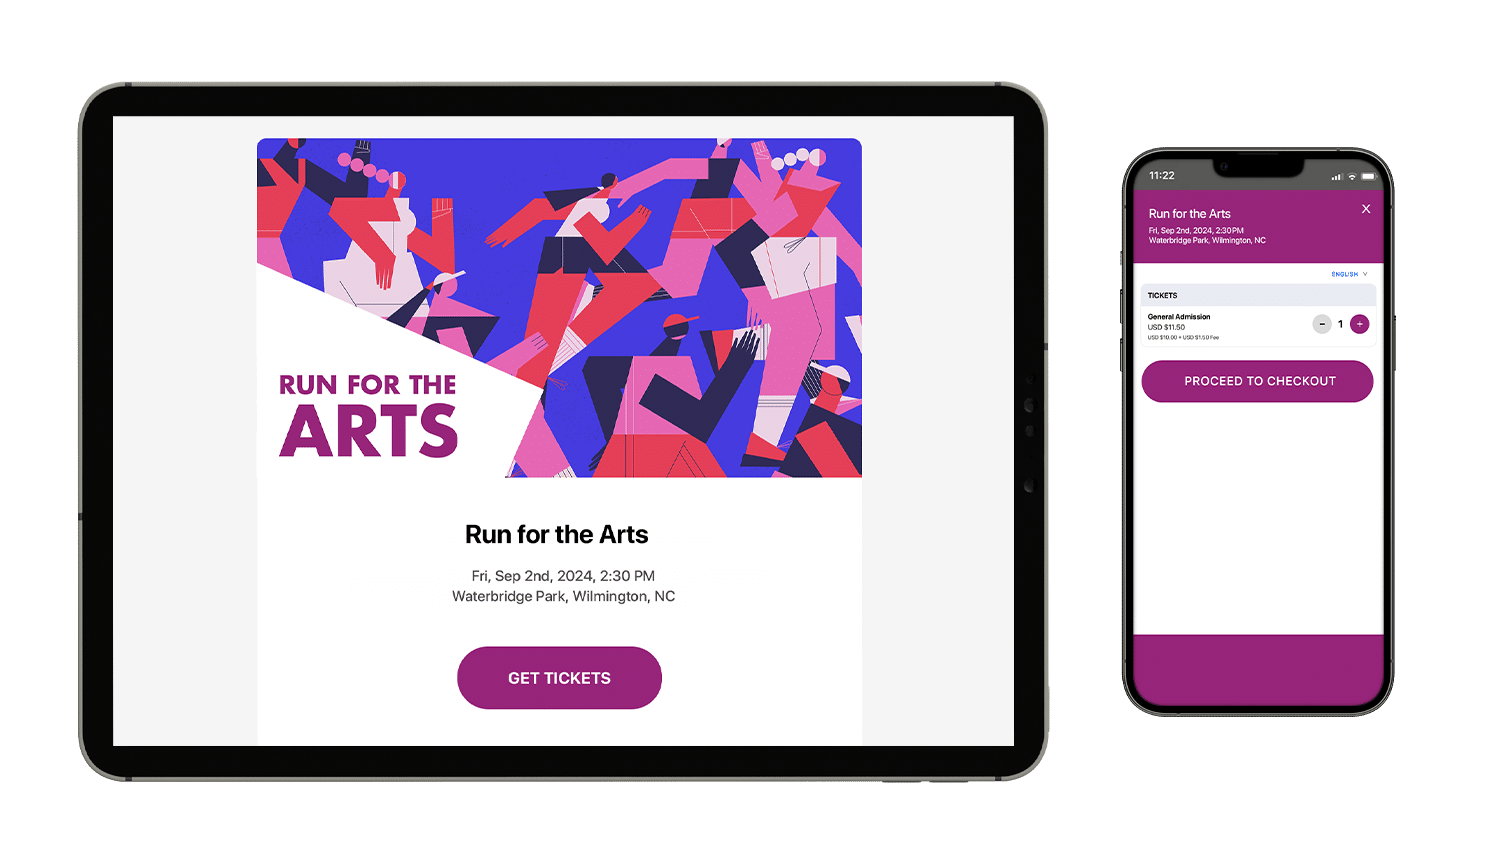 RUN FOR THE
ARTS
Run for the Arts
Fri, Sep 2nd, 2024, 2:30 PM
Waterbridge Park, Wilmington, NC
GET TICKETS
11:22
Run for the Arts
X
Fri, Sep 2nd, 2:30PM
Waterbridge Park, Wilmington, NC
ENGLISH
TICKETS
General Admission
USD $11.50
USD $10.00 + USD $1.50 Fee
− 1 +
PROCEED TO CHECKOUT